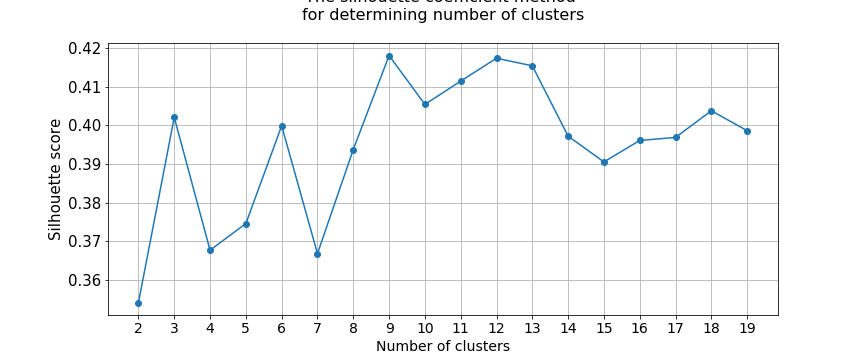 The silhouette coefficient method
for determining number of clusters
0.42
0.41
0.40
0.39
0.38
0.37
0.36
Silhouette score
2 3 4 5 6 7 8 9 10 11 12 13 14 15 16 17 18 19
Number of clusters